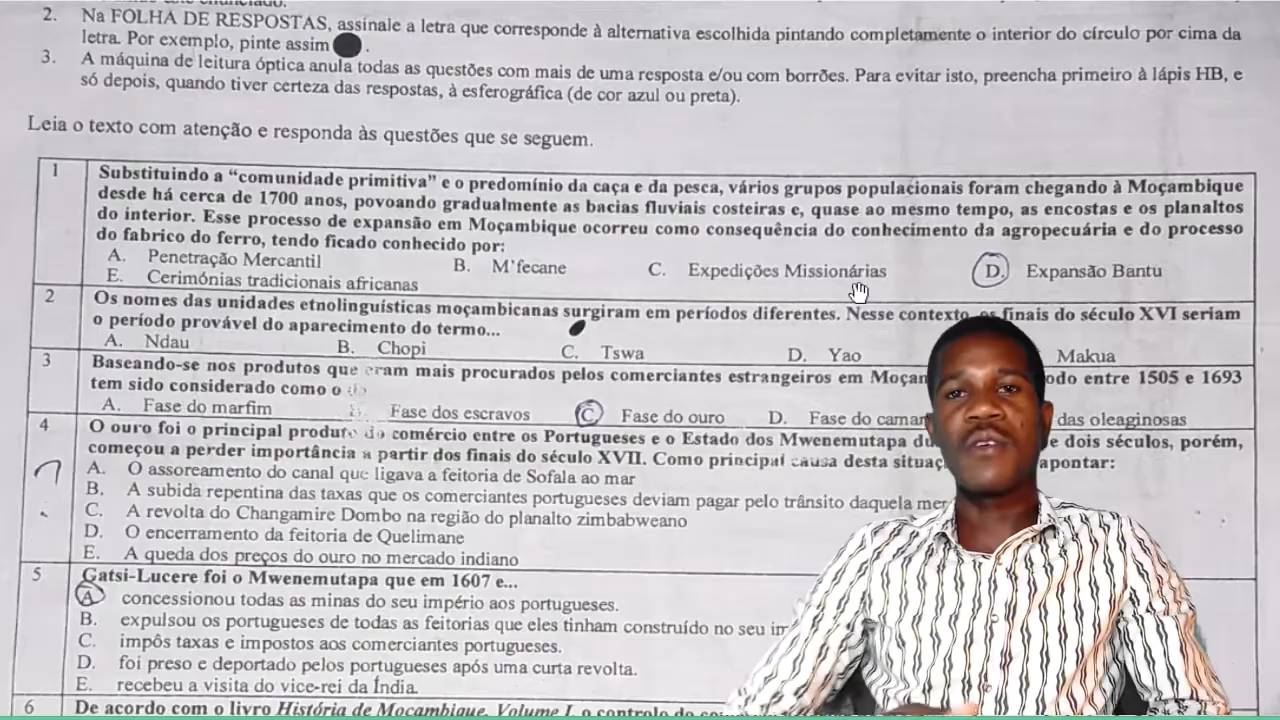 2. Na FOLHA DE RESPOSTAS, assinale a letra que corresponde à alternativa escolhida pintando completamente o interior do círculo por cima da
letra. Por exemplo, pinte assim .
3. A máquina de leitura óptica anula todas as questões com mais de uma resposta e/ou com borrões. Para evitar isto, preencha primeiro à lápis HB, e
só depois, quando tiver certeza das respostas, à esferográfica (de cor azul ou preta).
Leia o texto com atenção e responda às questões que se seguem.
1 Substituindo a “comunidade primitiva” e o predomínio da caça e da pesca, vários grupos populacionais foram chegando à Moçambique
desde há cerca de 1700 anos, povoando gradualmente as bacias fluviais costeiras e, quase ao mesmo tempo, as encostas e os planaltos
do interior. Esse processo de expansão em Moçambique ocorreu como consequência do conhecimento da agropecuária e do processo
do fabrico do ferro, tendo ficado conhecido por:
A. Penetração Mercantil B. M’fecane C. Expedições Missionárias D. Expansão Bantu
E. Cerimónias tradicionais africanas
2 Os nomes das unidades etnolinguísticas moçambicanas surgiram em períodos diferentes. Nesse contexto, os finais do século XVI seriam
o período provável do aparecimento do termo...
A. Ndau B. Chopi C. Tswa D. Yao Makua
3 Baseando-se nos produtos que eram mais procurados pelos comerciantes estrangeiros em Moçam odo entre 1505 e 1693
tem sido considerado como o
A. Fase do marfim Fase dos escravos C Fase do ouro D. Fase do camar das oleaginosas
4 O ouro foi o principal produto do comércio entre os Portugueses e o Estado dos Mwenemutapa du e dois séculos, porém,
começou a perder importância a partir dos finais do século XVII. Como principal causa desta situaç apontar:
A. O assoreamento do canal que ligava a feitoria de Sofala ao mar
B. A subida repentina das taxas que os comerciantes portugueses deviam pagar pelo trânsito daquela mer
C. A revolta do Changamire Dombo na região do planalto zimbabweano
D. O encerramento da feitoria de Quelimane
E. A queda dos preços do ouro no mercado indiano
5 Gatsi-Lucere foi o Mwenemutapa que em 1607 e...
A concessionou todas as minas do seu império aos portugueses.
B. expulsou os portugueses de todas as feitorias que eles tinham construído no seu im
C. impôs taxas e impostos aos comerciantes portugueses.
D. foi preso e deportado pelos portugueses após uma curta revolta.
E. recebeu a visita do vice-rei da Índia.
6 De acordo com o livro História de Moçambique, Volume I, o controlo do